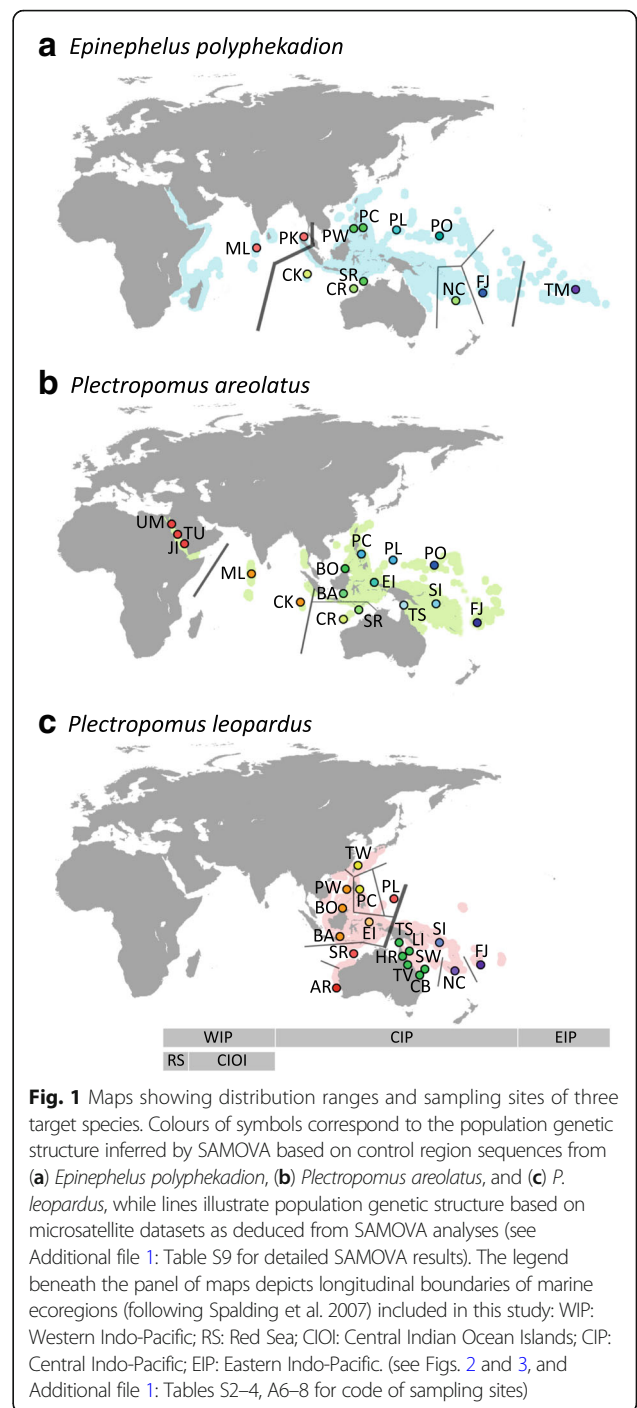 a Epinephelus polyphekadion
PC
PL
PW
PO
PK
ML
CK
SR
CR
NC
FJ
TM
b Plectropomus areolatus
UM
TU
JI
PC
PL
PO
BO
ML
EI
BA
CK
SI
CR
SR
TS
FJ
c Plectropomus leopardus
TW
PW
PL
PC
BO
EI
BA
TS
SI
LI
SR
HR
SW
FJ
TV
NC
AR
CB
WIP CIP EIP
RS CIOI
Fig. 1 Maps showing distribution ranges and sampling sites of three
target species. Colours of symbols correspond to the population genetic
structure inferred by SAMOVA based on control region sequences from
(a) Epinephelus polyphekadion, (b) Plectropomus areolatus, and (c) P.
leopardus, while lines illustrate population genetic structure based on
microsatellite datasets as deduced from SAMOVA analyses (see
Additional file 1: Table S9 for detailed SAMOVA results). The legend
beneath the panel of maps depicts longitudinal boundaries of marine
ecoregions (following Spalding et al. 2007) included in this study: WIP:
Western Indo-Pacific; RS: Red Sea; CIOI: Central Indian Ocean Islands; CIP:
Central Indo-Pacific; EIP: Eastern Indo-Pacific. (see Figs. 2 and 3, and
Additional file 1: Tables S2–4, A6–8 for code of sampling sites)